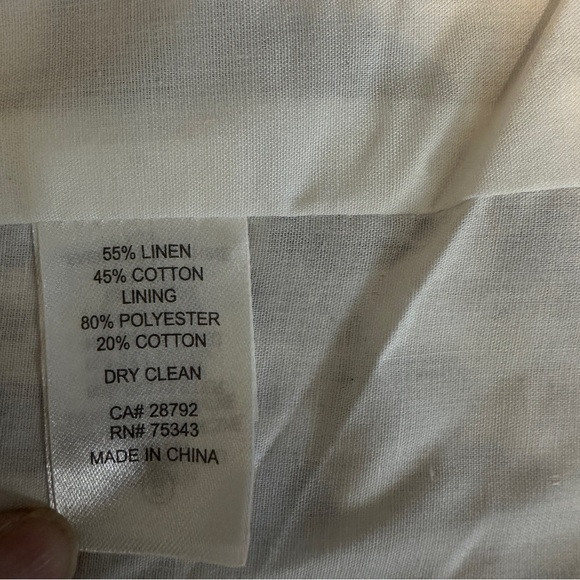 55% LINEN
45% COTTON
LINING
80% POLYESTER
20% COTTON
DRY CLEAN
CA# 28792
RN# 75343
MADE IN CHINA